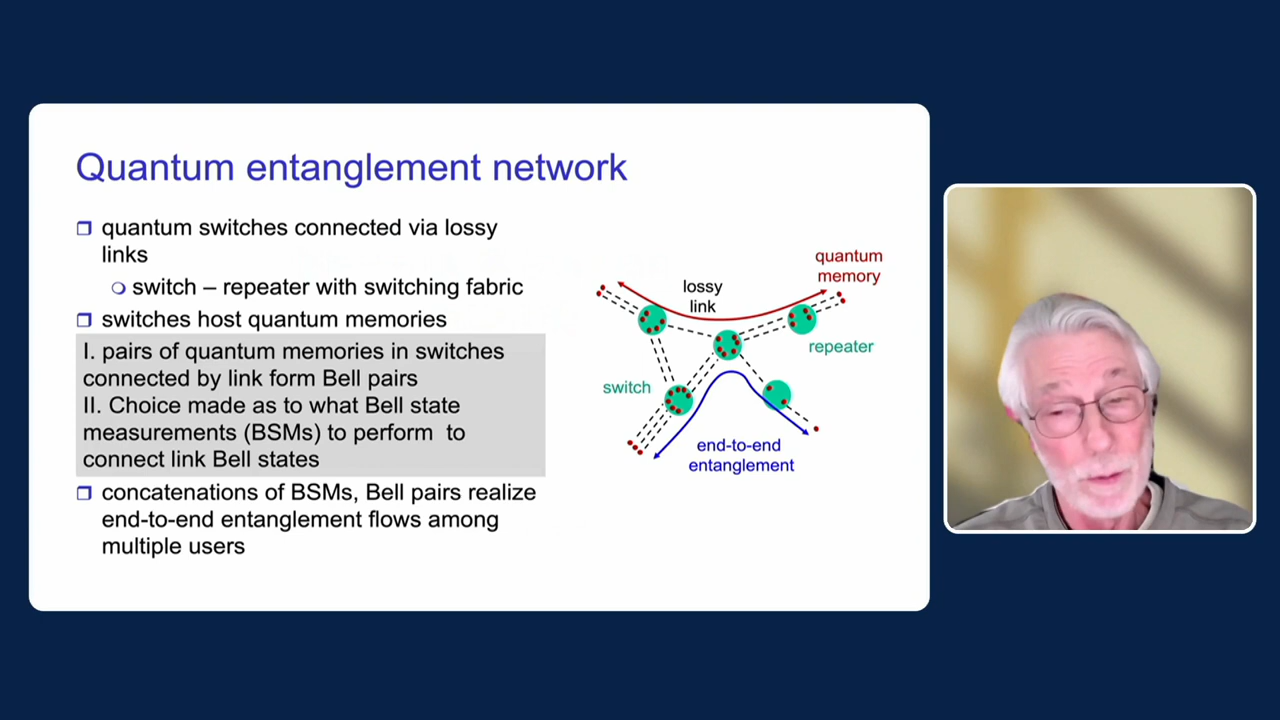 Quantum entanglement network
❒ quantum switches connected via lossy
links
❍ switch – repeater with switching fabric
❒ switches host quantum memories
I. pairs of quantum memories in switches
connected by link form Bell pairs
II. Choice made as to what Bell state
measurements (BSMs) to perform to
connect link Bell states
❒ concatenations of BSMs, Bell pairs realize
end-to-end entanglement flows among
multiple users
quantum
memory
lossy
link
repeater
switch
end-to-end
entanglement